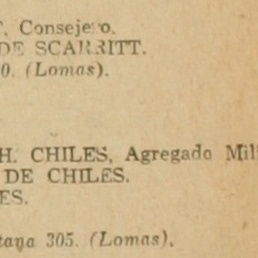 Consejero.
DE SCARRITT.
0. (Lomas).
H. CHILES, Agregado Mil
DE CHILES.
ES.
taya 305. (Lomas).